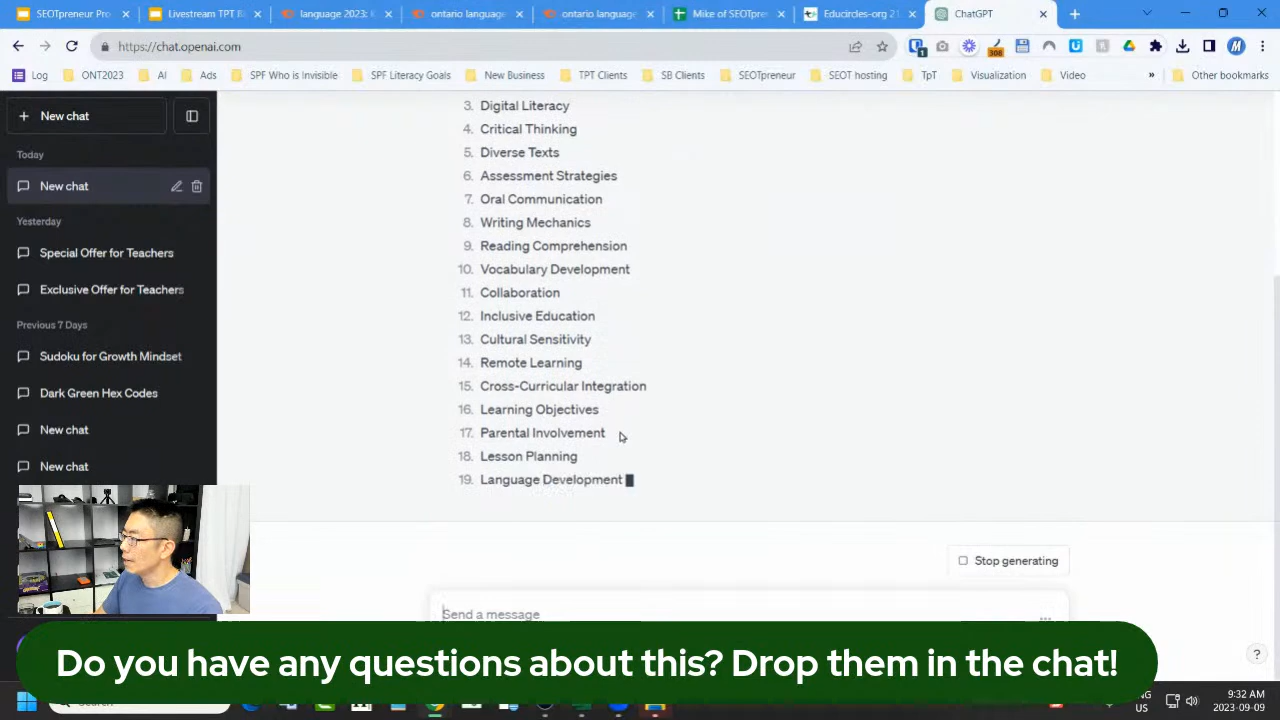 SEOTpreneur Pro
Livestream TPT B
language 2023: K
ontario language
ontario language
Mike of SEOTpre
Educircles-org 21
ChatGPT
https://chat.openai.com
1
308
Log
ONT2023
AI
Ads
SPF Who is Invisible
SPF Literacy Goals
New Business
TPT Clients
SB Clients
SEOTpreneur
SEOT hosting
TpT
Visualization
Video
»
Other bookmarks
New chat
Today
New chat
Yesterday
Special Offer for Teachers
Exclusive Offer for Teachers
Previous 7 Days
Sudoku for Growth Mindset
Dark Green Hex Codes
New chat
New chat
3. Digital Literacy
4. Critical Thinking
5. Diverse Texts
6. Assessment Strategies
7. Oral Communication
8. Writing Mechanics
9. Reading Comprehension
10. Vocabulary Development
11. Collaboration
12. Inclusive Education
13. Cultural Sensitivity
14. Remote Learning
15. Cross-Curricular Integration
16. Learning Objectives
17. Parental Involvement
18. Lesson Planning
19. Language Development
Stop generating
Send a message
?
Do you have any questions about this? Drop them in the chat!
Search
9:32 AM
2023-09-09